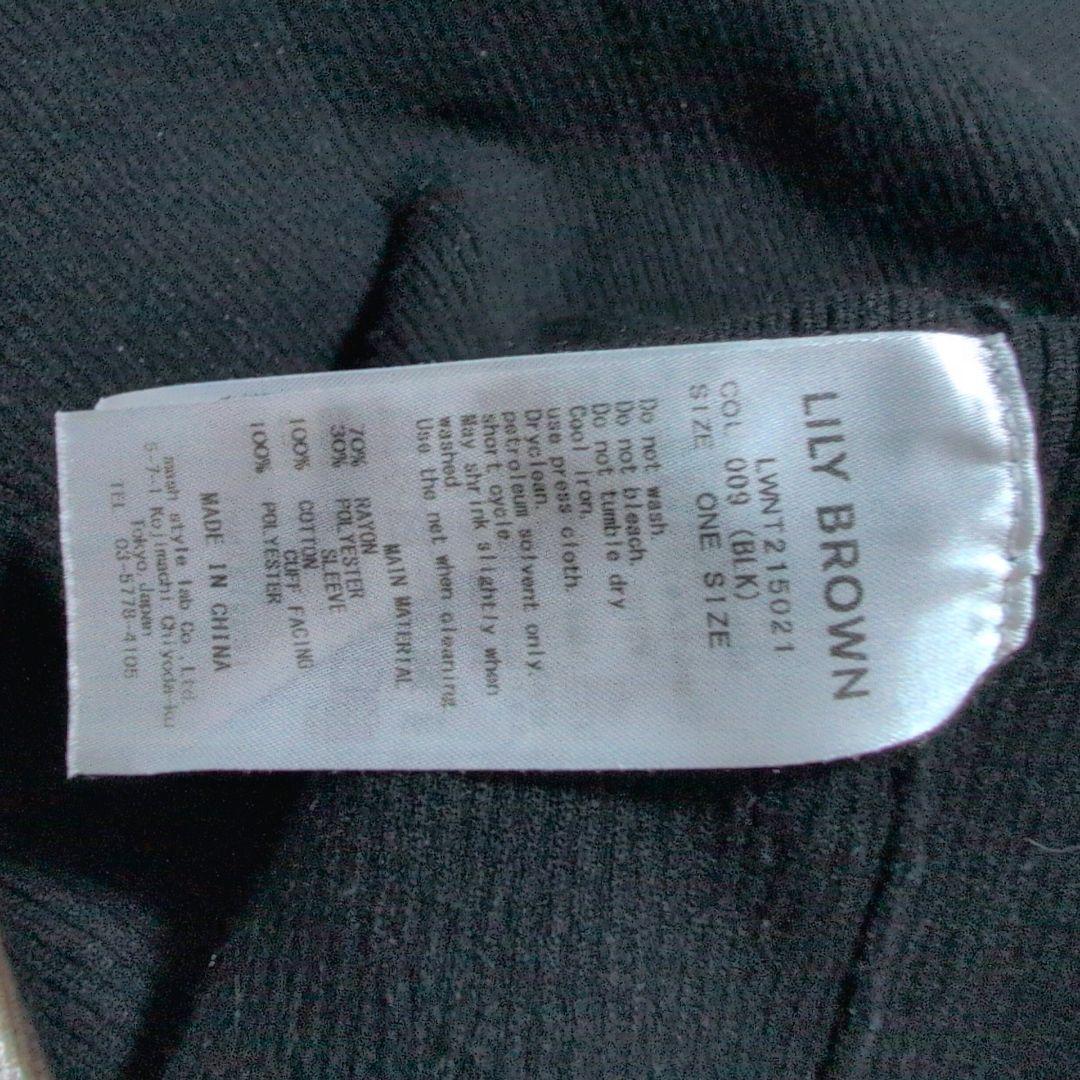 LILY BROWN
LWNT215021
COL 009 (BLK)
SIZE ONE SIZE
Do not wash.
Do not bleach.
Do not tumble dry
Cool iron.
use press cloth.
Dryclean.
petroleum solvent only.
short cycle.
May shrink slightly when
washed
Use the net when cleaning.
MAIN MATERIAL
70% RAYON
30% POLYESTER
SLEEVE
100% COTTON
CUFF FACING
100% POLYESTER
MADE IN CHINA
mash style lab Co.,Ltd.
5-7-1 Kojimachi Chiyoda-ku
Tokyo Japan
TEL 03-5778-4105